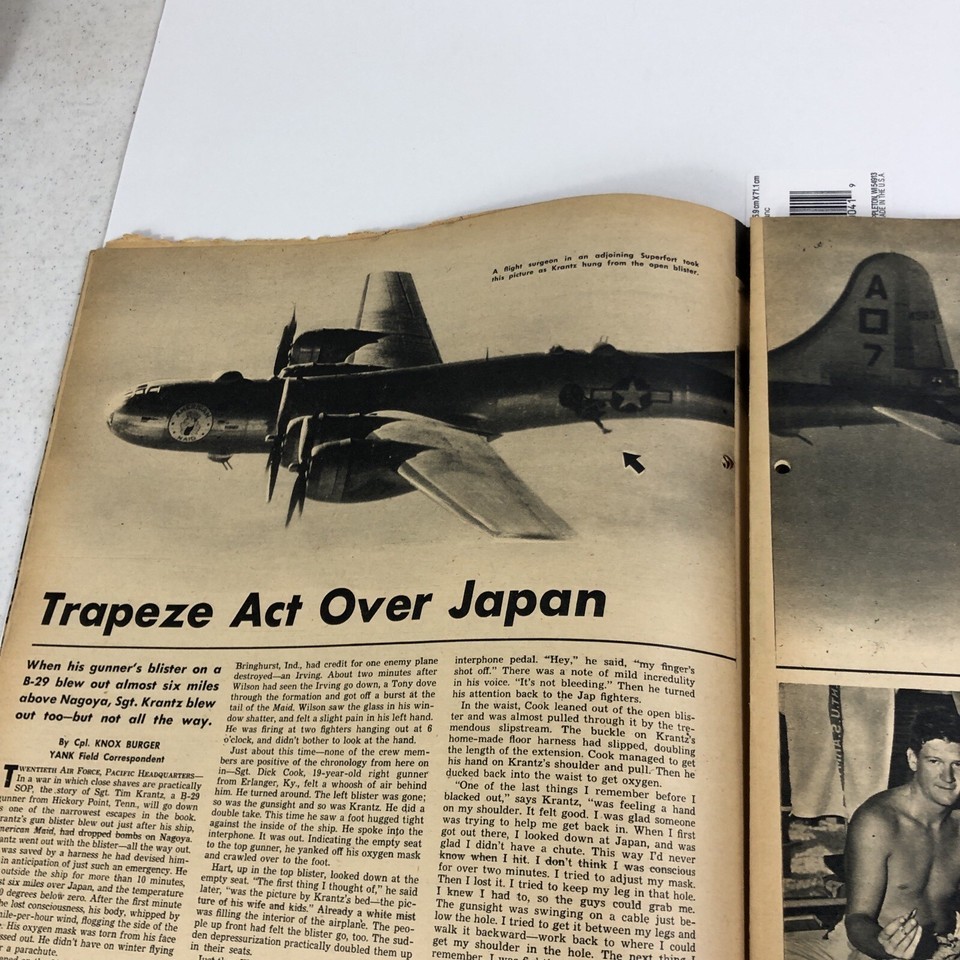 3.9cmX71.1cm
PLETON, WI 54913
ADE IN THE U.S.A
0041 9
A flight surgeon in an adjoining Superfort took
this picture as Krantz hung from the open blister.
A
7
MAID
Trapeze Act Over Japan
When his gunner's blister on a
B-29 blew out almost six miles
above Nagoya, Sgt. Krantz blew
out too—but not all the way.
By Cpl. KNOX BURGER
YANK Field Correspondent
TWENTIETH AIR FORCE, PACIFIC HEADQUARTERS—
In a war in which close shaves are practically
SOP, the story of Sgt. Tim Krantz, a B-29
gunner from Hickory Point, Tenn., will go down
s one of the narrowest escapes in the book.
rantz's gun blister blew out just after his ship,
merican Maid, had dropped bombs on Nagoya.
antz went out with the blister—all the way out.
was saved by a harness he had devised him-
in anticipation of just such an emergency. He
outside the ship for more than 10 minutes,
st six miles over Japan, and the temperature
0 degrees below zero. After the first minute
he lost consciousness, his body, whipped by
mile-per-hour wind, flogging the side of the
. His oxygen mask was torn from his face
ssed out. He didn't have on winter flying
r a parachute.
Bringhurst, Ind., had credit for one enemy plane
destroyed—an Irving. About two minutes after
Wilson had seen the Irving go down, a Tony dove
through the formation and got off a burst at the
tail of the Maid. Wilson saw the glass in his win-
dow shatter, and felt a slight pain in his left hand.
He was firing at two fighters hanging out at 6
o'clock, and didn't bother to look at the hand.
Just about this time—none of the crew mem-
bers are positive of the chronology from here on
in—Sgt. Dick Cook, 19-year-old right gunner
from Erlanger, Ky., felt a whoosh of air behind
him. He turned around. The left blister was gone;
so was the gunsight and so was Krantz. He did a
double take. This time he saw a foot hugged tight
against the inside of the ship. He spoke into the
interphone. It was out. Indicating the empty seat
to the top gunner, he yanked off his oxygen mask
and crawled over to the foot.
Hart, up in the top blister, looked down at the
empty seat. "The first thing I thought of," he said
later, "was the picture by Krantz's bed—the pic-
ture of his wife and kids." Already a white mist
was filling the interior of the airplane. The peo-
ple up front had felt the blister go, too. The sud-
den depressurization practically doubled them up
in their seats.
interphone pedal. "Hey," he said, "my finger's
shot off." There was a note of mild incredulity
in his voice. "It's not bleeding." Then he turned
his attention back to the Jap fighters.
In the waist, Cook leaned out of the open blis-
ter and was almost pulled through it by the tre-
mendous slipstream. The buckle on Krantz's
home-made floor harness had slipped, doubling
the length of the extension. Cook managed to get
his hand on Krantz's shoulder and pull. Then he
ducked back into the waist to get oxygen.
"One of the last things I remember before I
blacked out," says Krantz, "was feeling a hand
on my shoulder. It felt good. I was glad someone
was trying to help me get back in. When I first
got out there, I looked down at Japan, and was
glad I didn't have a chute. This way I'd never
know when I hit. I don't think I was conscious
for over two minutes. I tried to adjust my mask.
Then I lost it. I tried to keep my leg in that hole.
I knew I had to, so the guys could grab me.
The gunsight was swinging on a cable just be-
low the hole. I tried to get it between my legs and
walk it backward—work back to where I could
get my shoulder in the hole. The next thing I